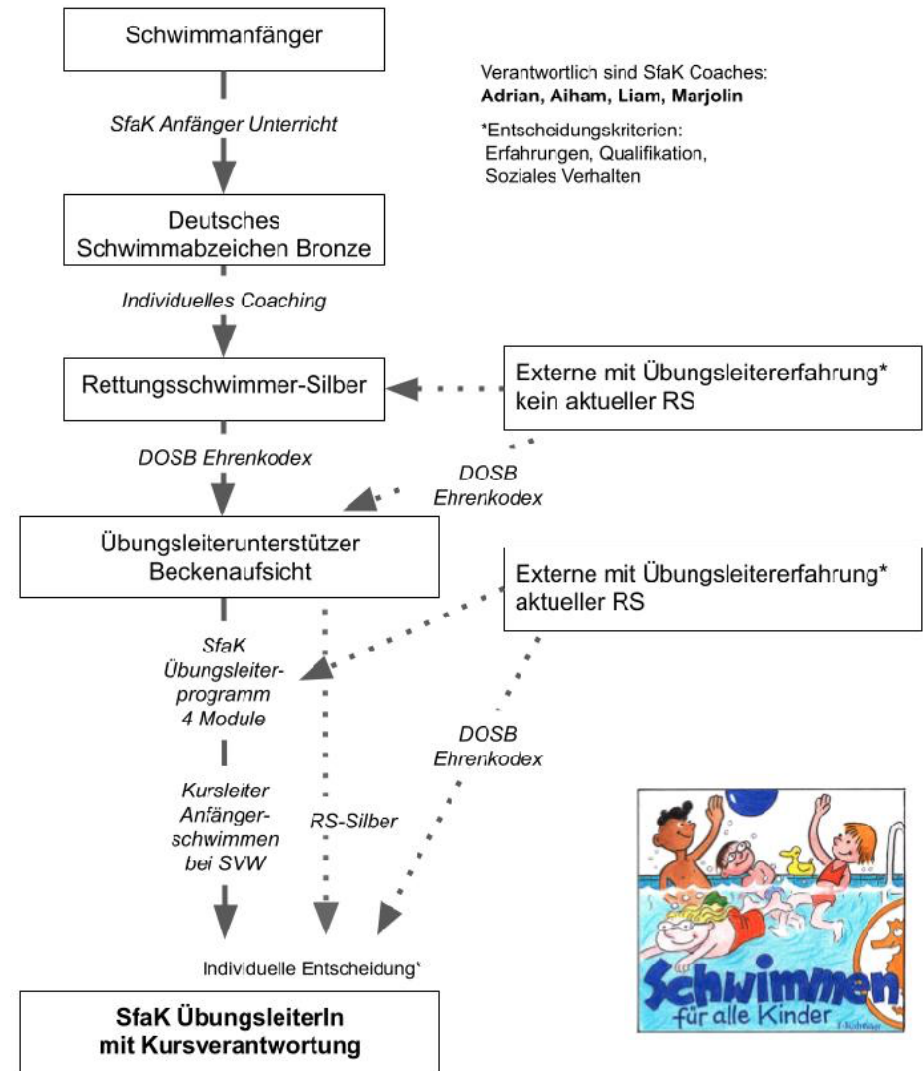 Schwimmanfänger
Verantwortlich sind SfaK Coaches:
Adrian, Aiham, Liam, Marjolin
*Entscheidungskriterien:
Erfahrungen, Qualifikation,
Soziales Verhalten
SfaK Anfänger Unterricht
Deutsches
Schwimmabzeichen Bronze
Individuelles Coaching
Rettungsschwimmer-Silber
Externe mit Übungsleitererfahrung*
kein aktueller RS
DOSB Ehrenkodex
DOSB
Ehrenkodex
Übungsleiterunterstützer
Beckenaufsicht
Externe mit Übungsleitererfahrung*
aktueller RS
SfaK
Übungsleiter-
programm
4 Module
DOSB
Ehrenkodex
Kursleiter
Anfänger-
schwimmen
bei SVW
RS-Silber
Individuelle Entscheidung*
SfaK ÜbungsleiterIn
mit Kursverantwortung
Schwimmen
für alle Kinder